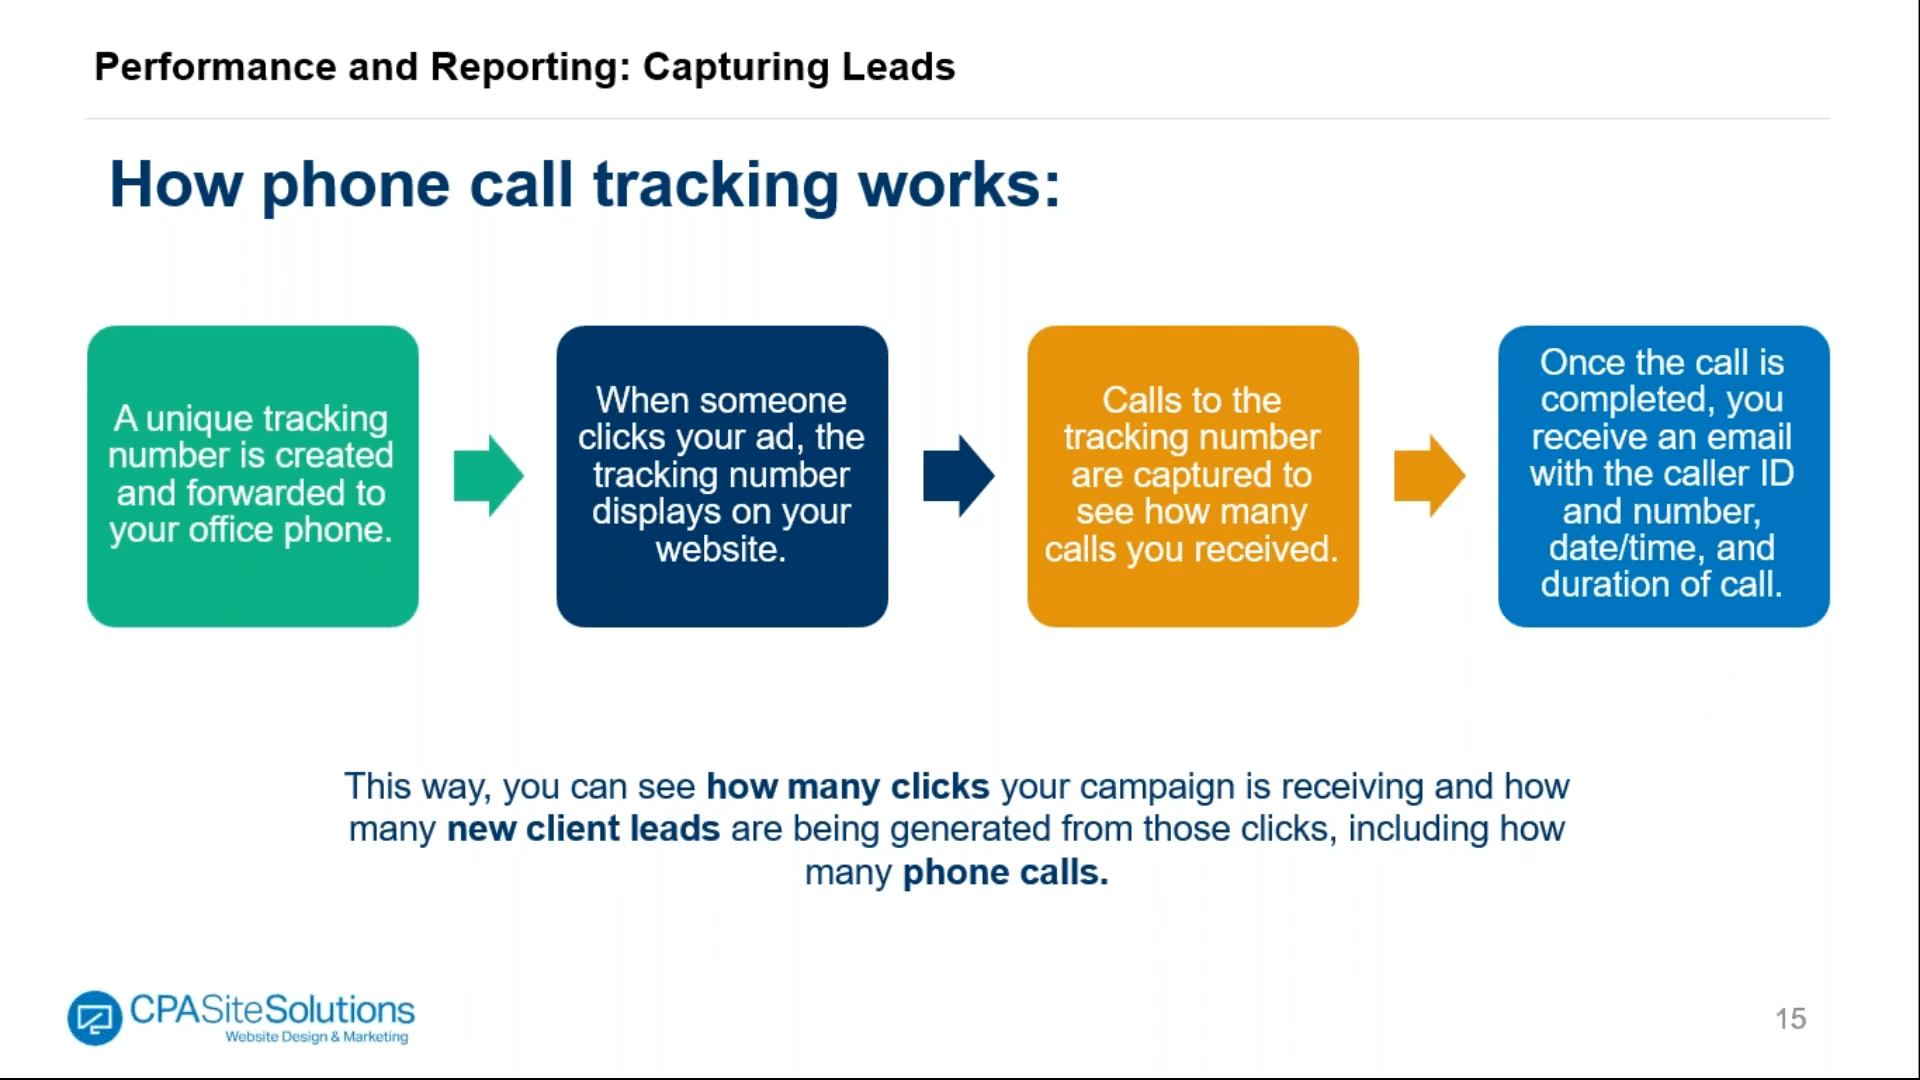 Performance and Reporting: Capturing Leads
How phone call tracking works:
A unique tracking
number is created
and forwarded to
your office phone.
When someone
clicks your ad, the
tracking number
displays on your
website.
Calls to the
tracking number
are captured to
see how many
calls you received.
Once the call is
completed, you
receive an email
with the caller ID
and number,
date/time, and
duration of call.
This way, you can see how many clicks your campaign is receiving and how
many new client leads are being generated from those clicks, including how
many phone calls.
CPASiteSolutions
Website Design & Marketing
15